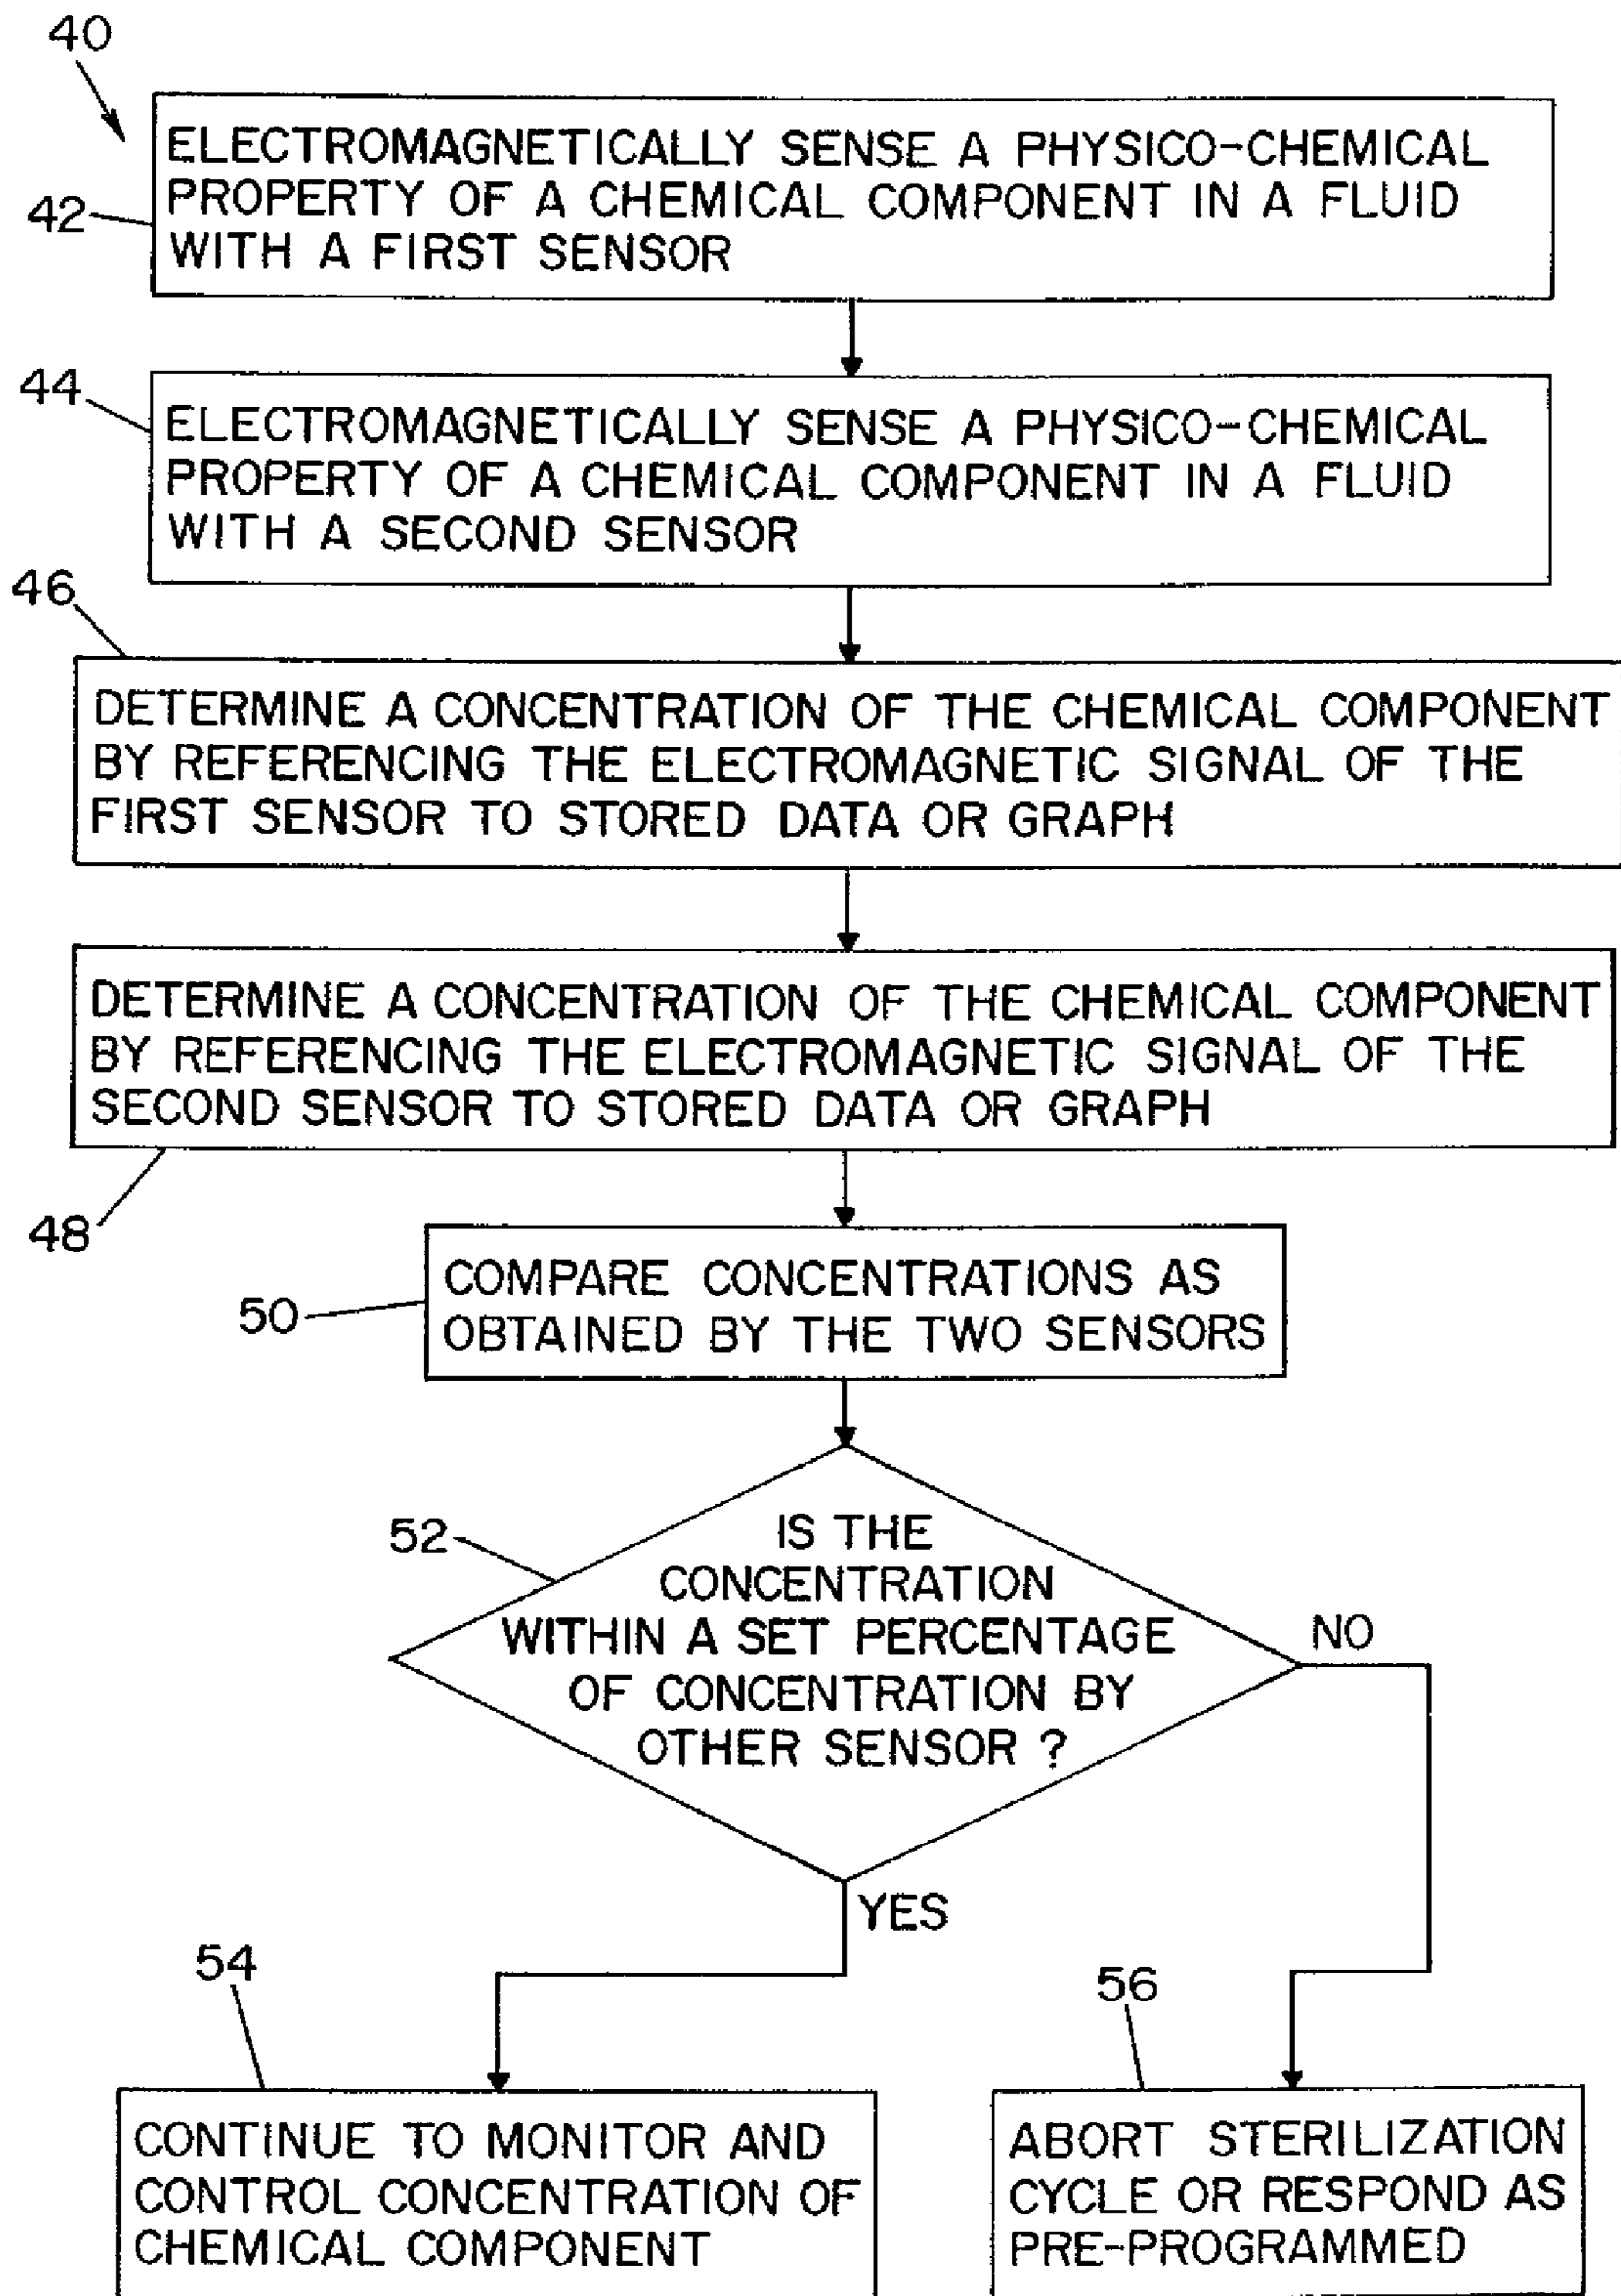 40
42
ELECTROMAGNETICALLY SENSE A PHYSICO-CHEMICAL
PROPERTY OF A CHEMICAL COMPONENT IN A FLUID
WITH A FIRST SENSOR
44
ELECTROMAGNETICALLY SENSE A PHYSICO-CHEMICAL
PROPERTY OF A CHEMICAL COMPONENT IN A FLUID
WITH A SECOND SENSOR
46
DETERMINE A CONCENTRATION OF THE CHEMICAL COMPONENT
BY REFERENCING THE ELECTROMAGNETIC SIGNAL OF THE
FIRST SENSOR TO STORED DATA OR GRAPH
DETERMINE A CONCENTRATION OF THE CHEMICAL COMPONENT
BY REFERENCING THE ELECTROMAGNETIC SIGNAL OF THE
SECOND SENSOR TO STORED DATA OR GRAPH
48
50
COMPARE CONCENTRATIONS AS
OBTAINED BY THE TWO SENSORS
52
IS THE
CONCENTRATION
WITHIN A SET PERCENTAGE
OF CONCENTRATION BY
OTHER SENSOR ?
NO
YES
54
CONTINUE TO MONITOR AND
CONTROL CONCENTRATION OF
CHEMICAL COMPONENT
56
ABORT STERILIZATION
CYCLE OR RESPOND AS
PRE-PROGRAMMED